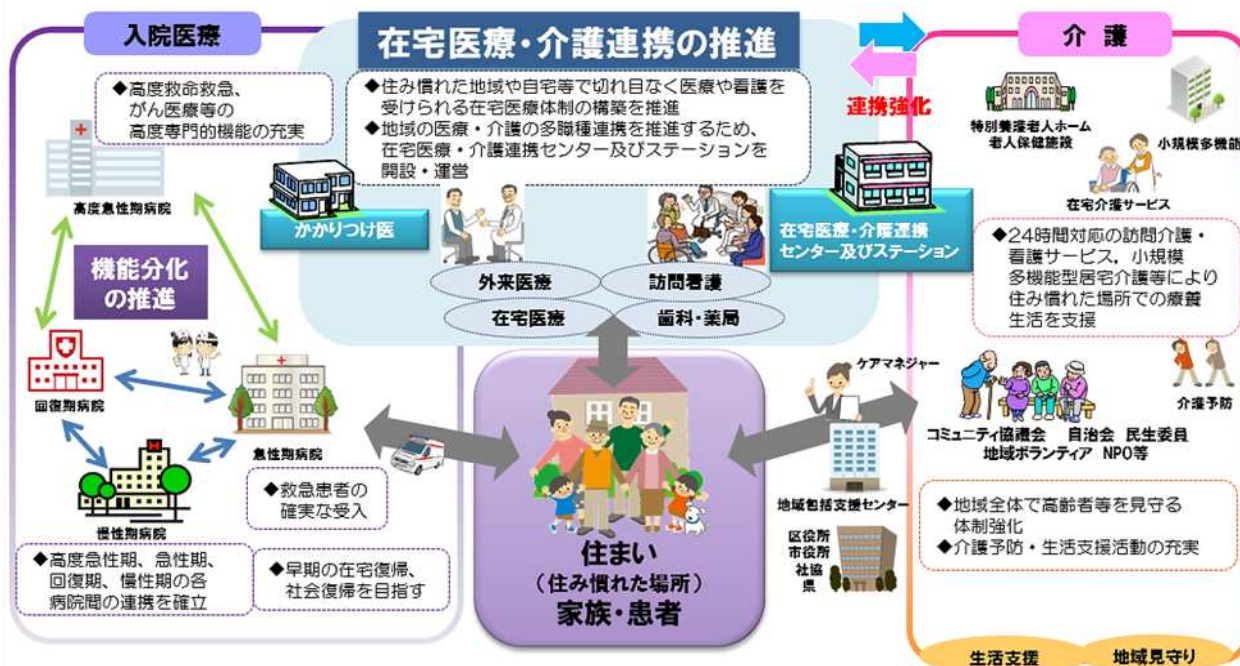 入院医療
◆高度救命救急、
がん医療等の
高度専門的機能の充実
高度急性期病院
機能分化
の推進
回復期病院
急性期病院
慢性期病院
◆救急患者の
確実な受入
◆高度急性期、急性期、
回復期、慢性期の各
病院間の連携を確立
◆早期の在宅復帰、
社会復帰を目指す
在宅医療・介護連携の推進
◆住み慣れた地域や自宅等で切れ目なく医療や看護を
受けられる在宅医療体制の構築を推進
◆地域の医療・介護の多職種連携を推進するため、
在宅医療・介護連携センター及びステーションを
開設・運営
かかりつけ医
在宅医療・介護連携
センター及びステーション
外来医療
訪問看護
在宅医療
歯科・薬局
住まい
（住み慣れた場所）
家族・患者
連携強化
ケアマネジャー
地域包括支援センター
区役所
市役所
社協
県
介護
特別養護老人ホーム
老人保健施設
小規模多機能
在宅介護サービス
◆24時間対応の訪問介護・
看護サービス，小規模
多機能型居宅介護等により
住み慣れた場所での療養
生活を支援
介護予防
コミュニティ協議会 自治会 民生委員
地域ボランティア NPO等
◆地域全体で高齢者等を見守る
体制強化
◆介護予防・生活支援活動の充実
生活支援
地域見守り